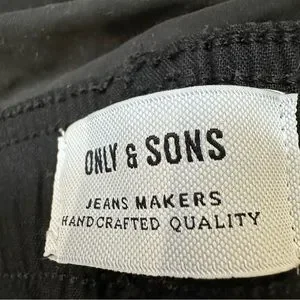 ONLY & SONS
JEANS MAKERS
HANDCRAFTED QUALITY